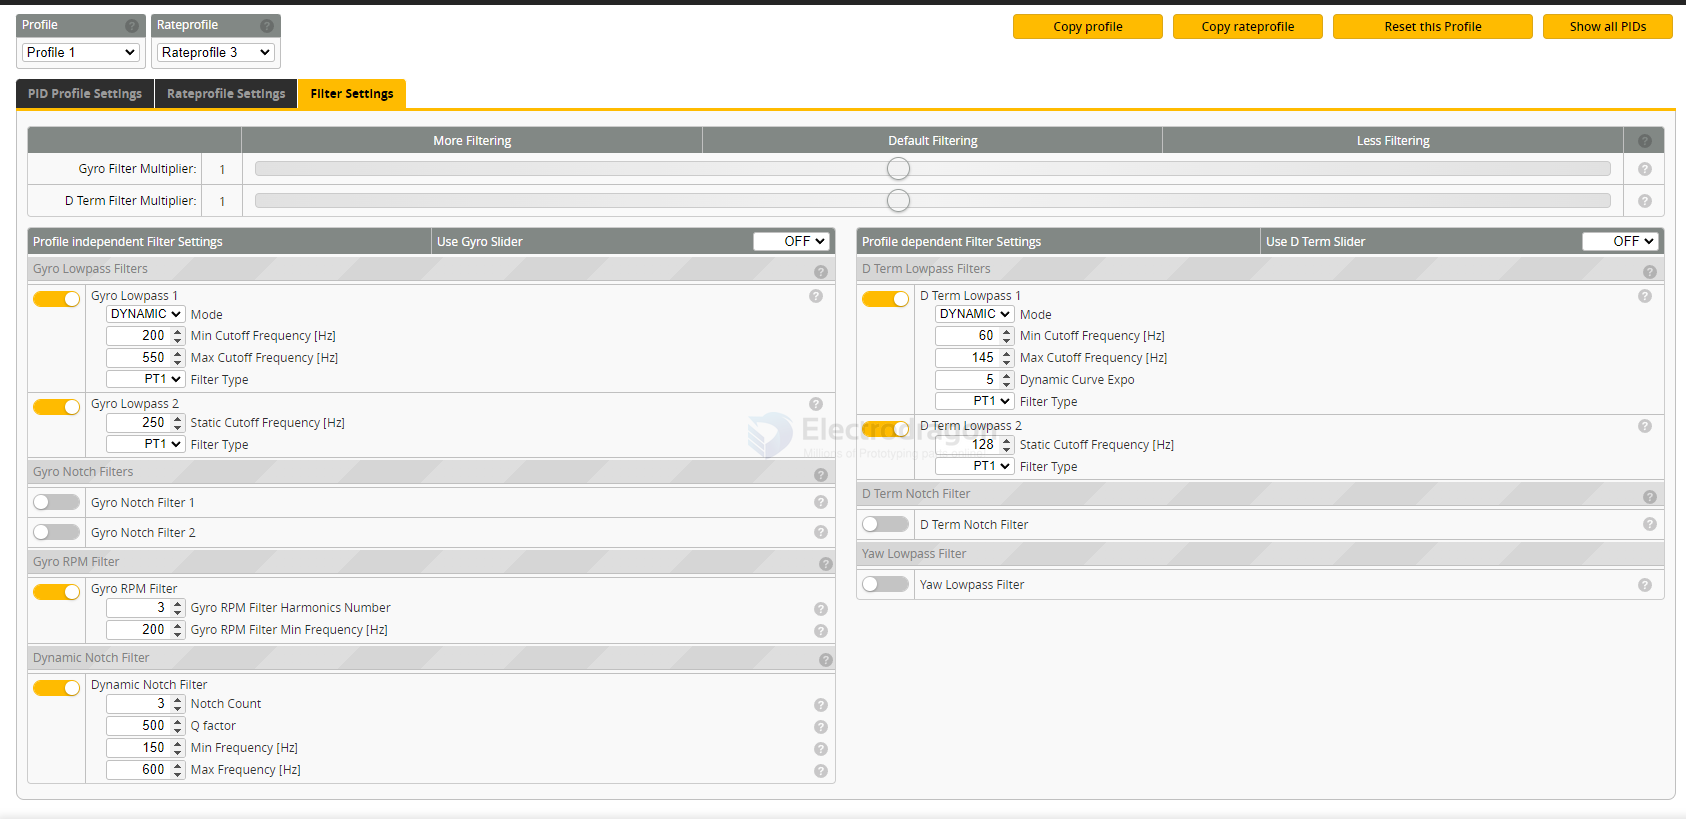 Profile
Rateprofile
Profile 1
Rateprofile 3
Copy profile
Copy rateprofile
Reset this Profile
Show all PIDs
PID Profile Settings
Rateprofile Settings
Filter Settings
More Filtering
Default Filtering
Less Filtering
Gyro Filter Multiplier:
1
D Term Filter Multiplier:
1
Profile independent Filter Settings
Use Gyro Slider
OFF
Gyro Lowpass Filters
Gyro Lowpass 1
DYNAMIC Mode
200 Min Cutoff Frequency [Hz]
550 Max Cutoff Frequency [Hz]
PT1 Filter Type
Gyro Lowpass 2
250 Static Cutoff Frequency [Hz]
PT1 Filter Type
Gyro Notch Filters
Gyro Notch Filter 1
Gyro Notch Filter 2
Gyro RPM Filter
Gyro RPM Filter
3 Gyro RPM Filter Harmonics Number
200 Gyro RPM Filter Min Frequency [Hz]
Dynamic Notch Filter
Dynamic Notch Filter
3 Notch Count
500 Q factor
150 Min Frequency [Hz]
600 Max Frequency [Hz]
Profile dependent Filter Settings
Use D Term Slider
OFF
D Term Lowpass Filters
D Term Lowpass 1
DYNAMIC Mode
60 Min Cutoff Frequency [Hz]
145 Max Cutoff Frequency [Hz]
5 Dynamic Curve Expo
PT1 Filter Type
D Term Lowpass 2
128 Static Cutoff Frequency [Hz]
PT1 Filter Type
D Term Notch Filter
D Term Notch Filter
Yaw Lowpass Filter
Yaw Lowpass Filter
Electrodragon
Millions of Prototyping parts